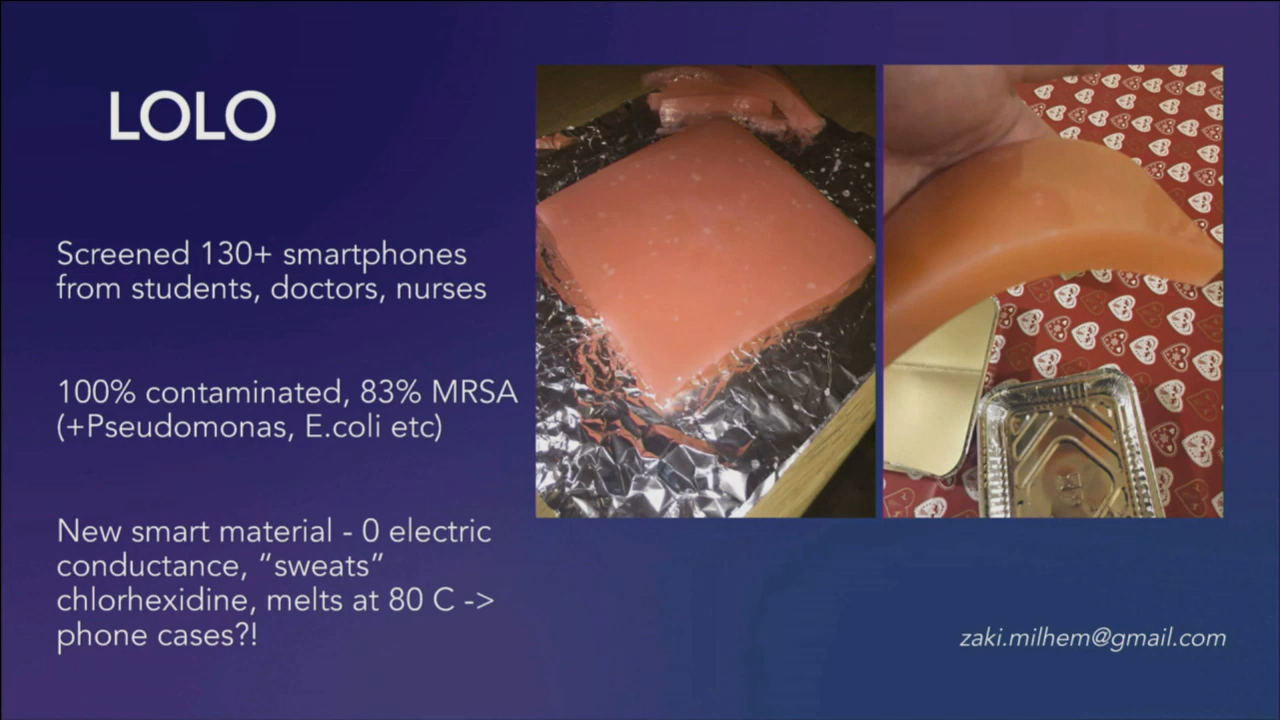 LOLO
Screened 130+ smartphones
from students, doctors, nurses
100% contaminated, 83% MRSA
(+Pseudomonas, E.coli etc)
New smart material - 0 electric
conductance, “sweats”
chlorhexidine, melts at 80 C ->
phone cases?!
zaki.milhem@gmail.com